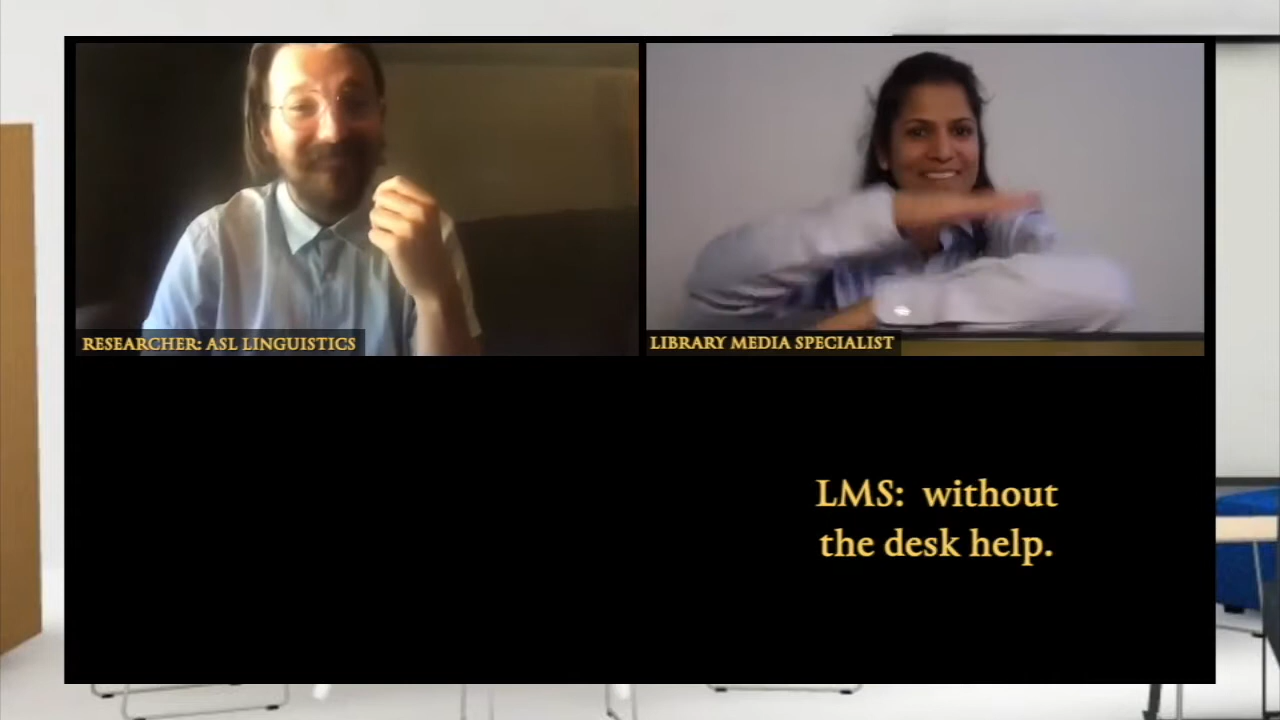 RESEARCHER: ASL LINGUISTICS
LIBRARY MEDIA SPECIALIST
LMS: without
the desk help.